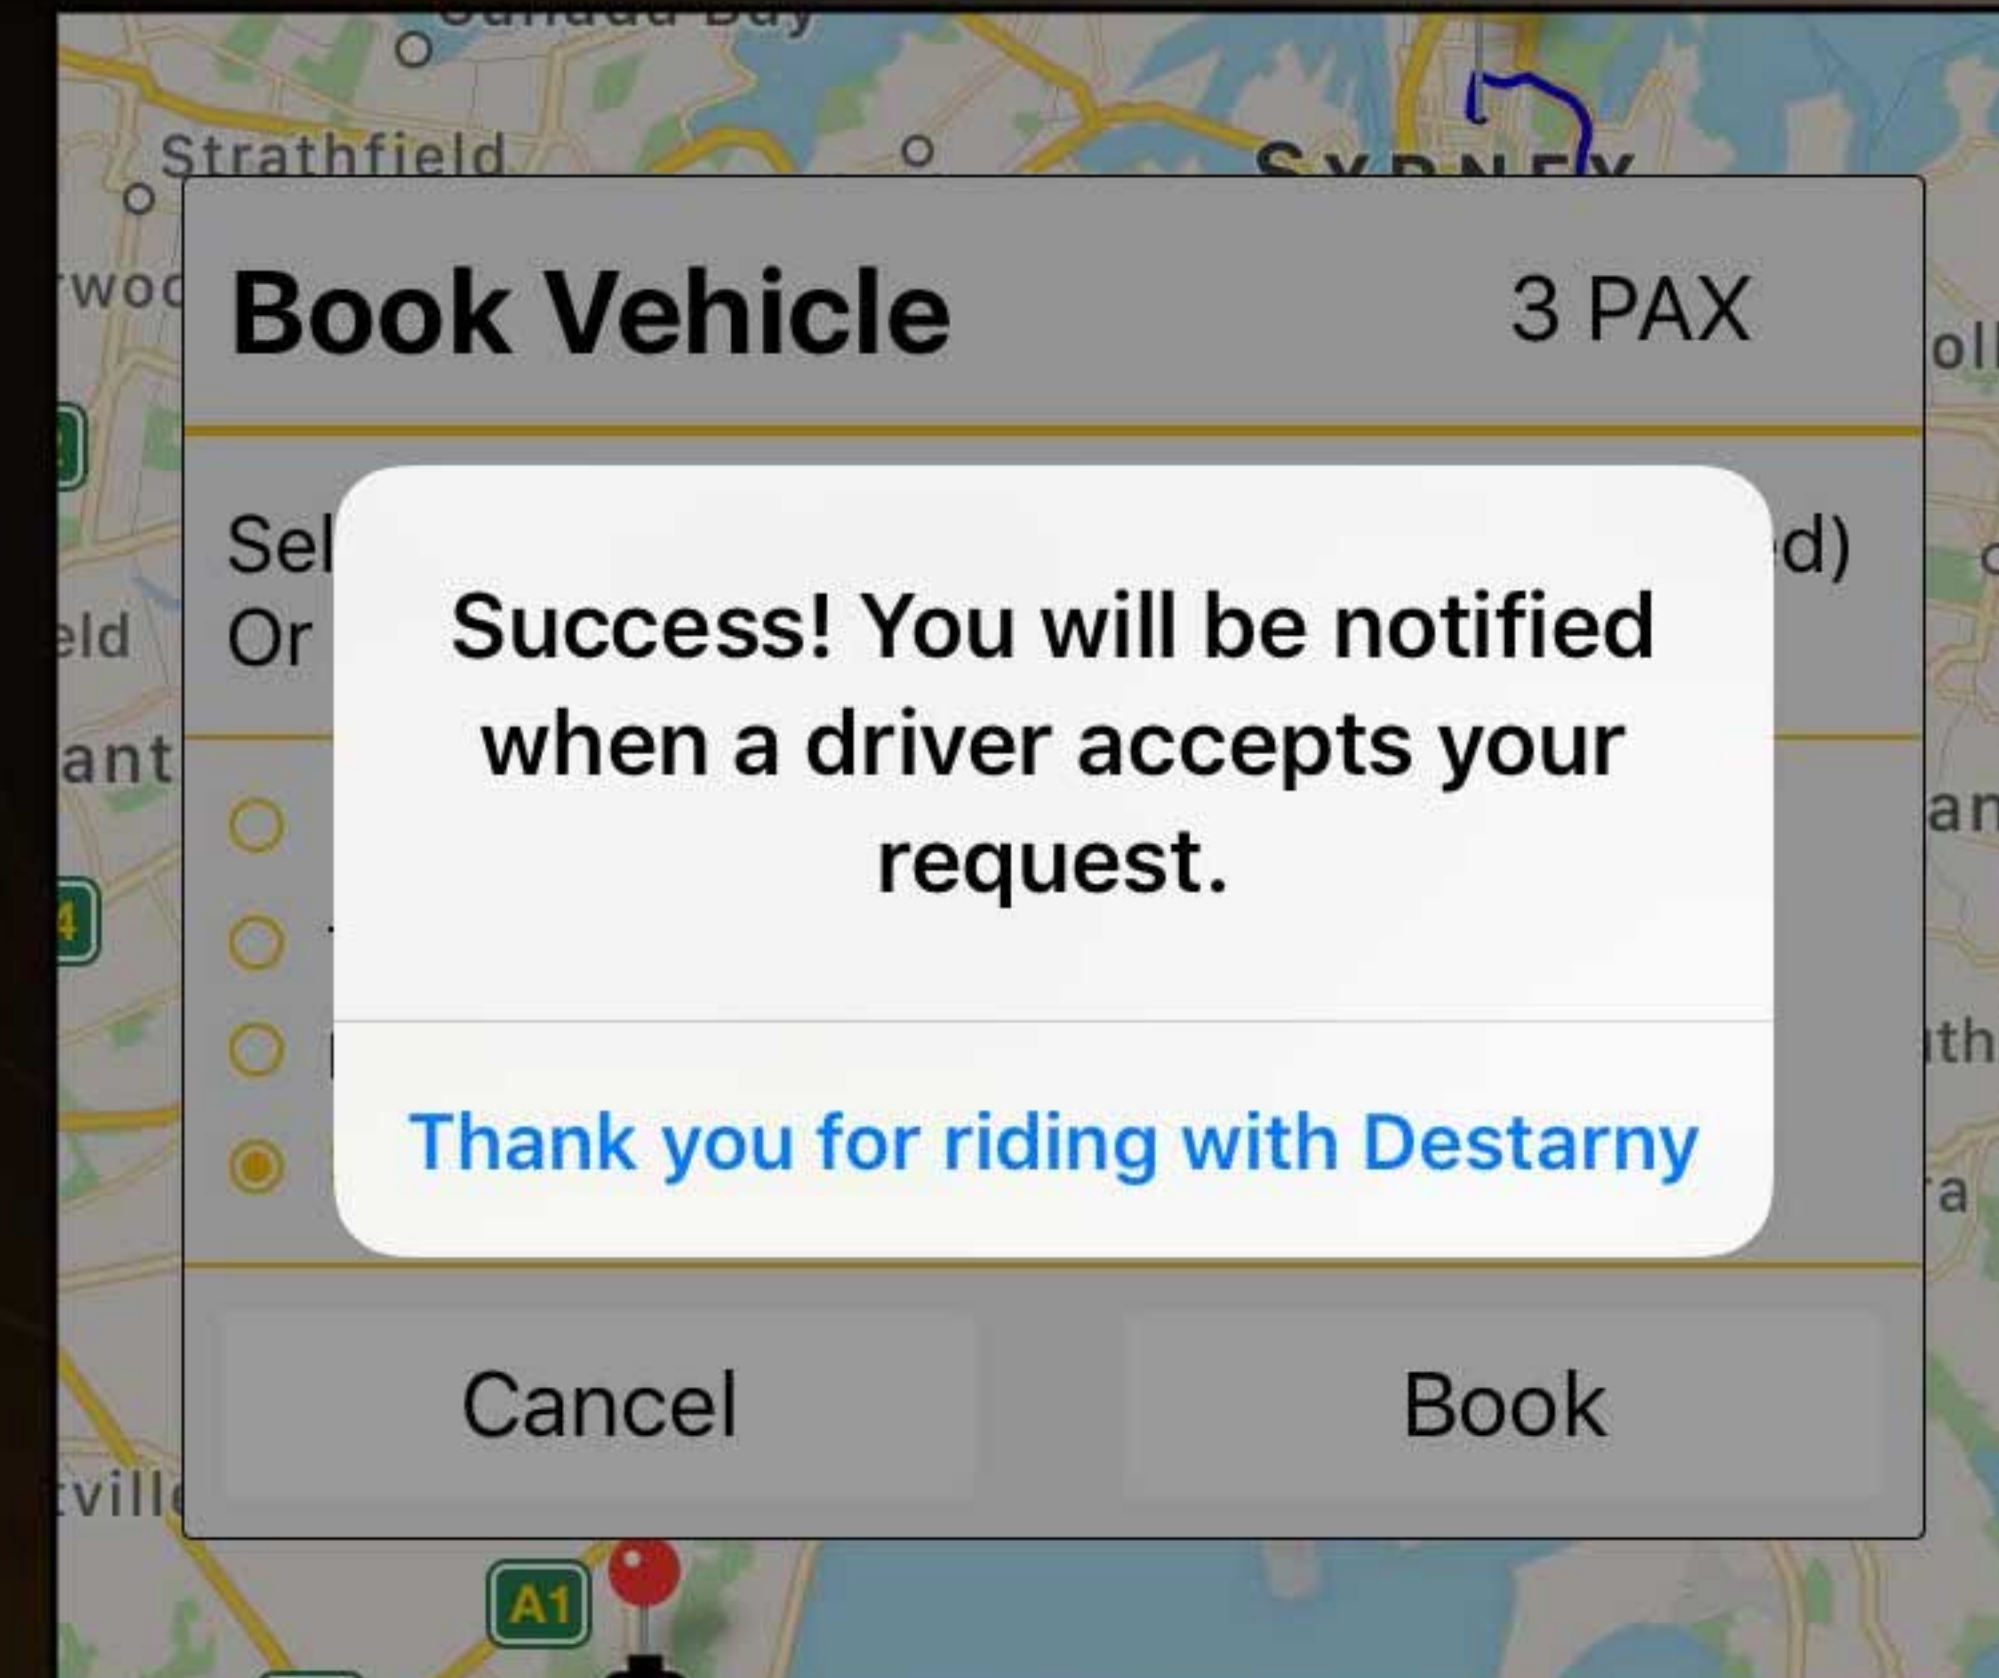 Strathfield
SYDNEY
Book Vehicle
3 PAX
Or
Success! You will be notified
when a driver accepts your
request.
Thank you for riding with Destarny
Cancel
Book
A1